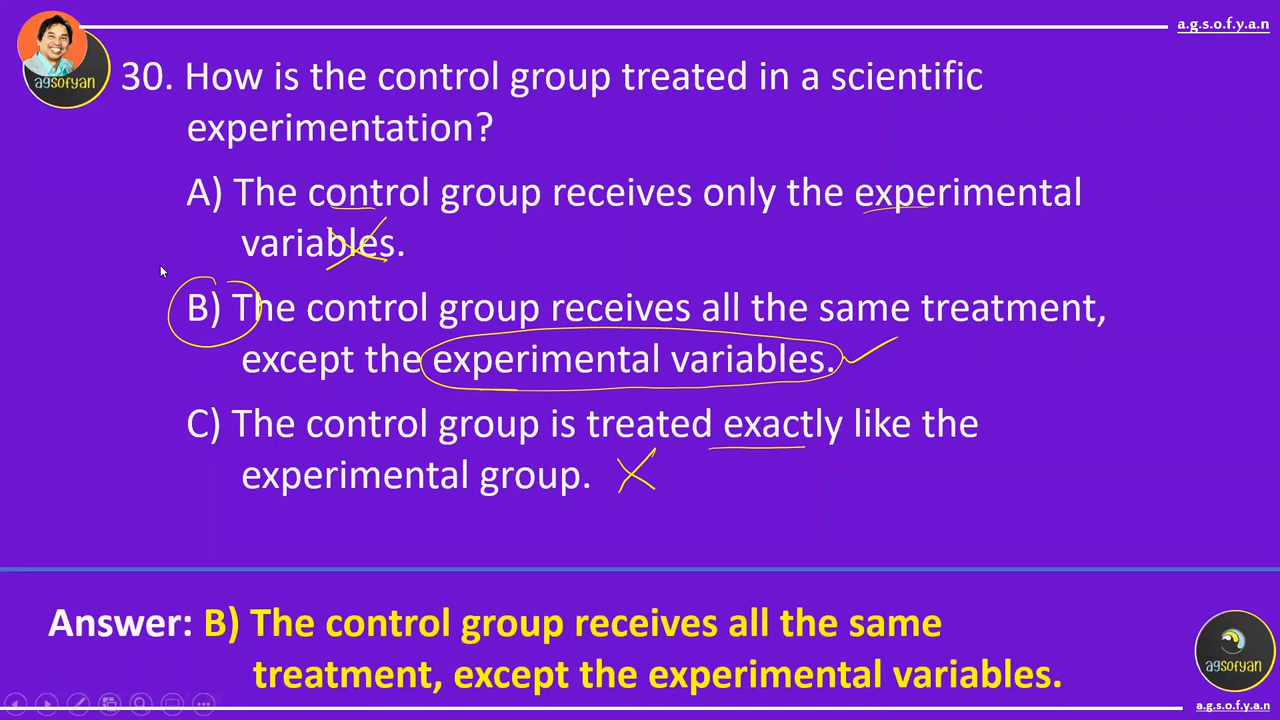 a.g.s.o.f.y.a.n
agsofyan
30. How is the control group treated in a scientific
experimentation?
A) The control group receives only the experimental
variables.
B) The control group receives all the same treatment,
except the experimental variables.
C) The control group is treated exactly like the
experimental group.
Answer: B) The control group receives all the same
treatment, except the experimental variables.
agsofyan
a.g.s.o.f.y.a.n